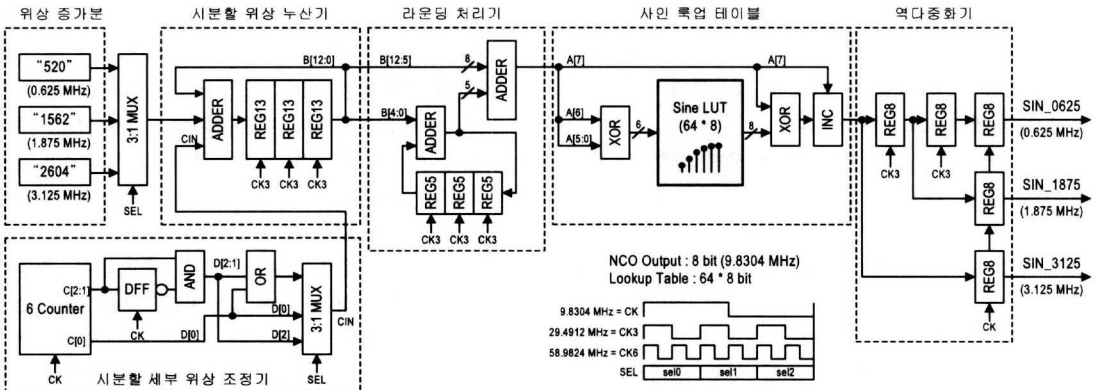 위상 증가분
"520"
(0.625 MHz)
"1562"
(1.875 MHz)
"2604"
(3.125 MHz)
3:1 MUX
SEL
시분할 위상 누산기
B[12:0]
CIN
ADDER
REG13
REG13
REG13
CK3
CK3
CK3
라운딩 처리기
B[12:5]
8
5
ADDER
B[4:0]
ADDER
REG5
REG5
REG5
CK3
CK3
CK3
사인 룩업 테이블
A[7]
A[7]
A[6]
A[5:0]
XOR
6
Sine LUT
(64 * 8)
8
XOR
INC
역다중화기
REG8
REG8
REG8
CK3
CK3
REG8
REG8
CK
SIN_0625
(0.625 MHz)
SIN_1875
(1.875 MHz)
SIN_3125
(3.125 MHz)
6 Counter
C[2:1]
C[0]
CK
DFF
CK
AND
D[2:1]
OR
D[0]
D[0]
D[2]
3:1 MUX
CIN
SEL
시분할 세부 위상 조정기
NCO Output : 8 bit (9.8304 MHz)
Lookup Table : 64 * 8 bit
9.8304 MHz = CK
29.4912 MHz = CK3
58.9824 MHz = CK6
SEL sel0 sel1 sel2